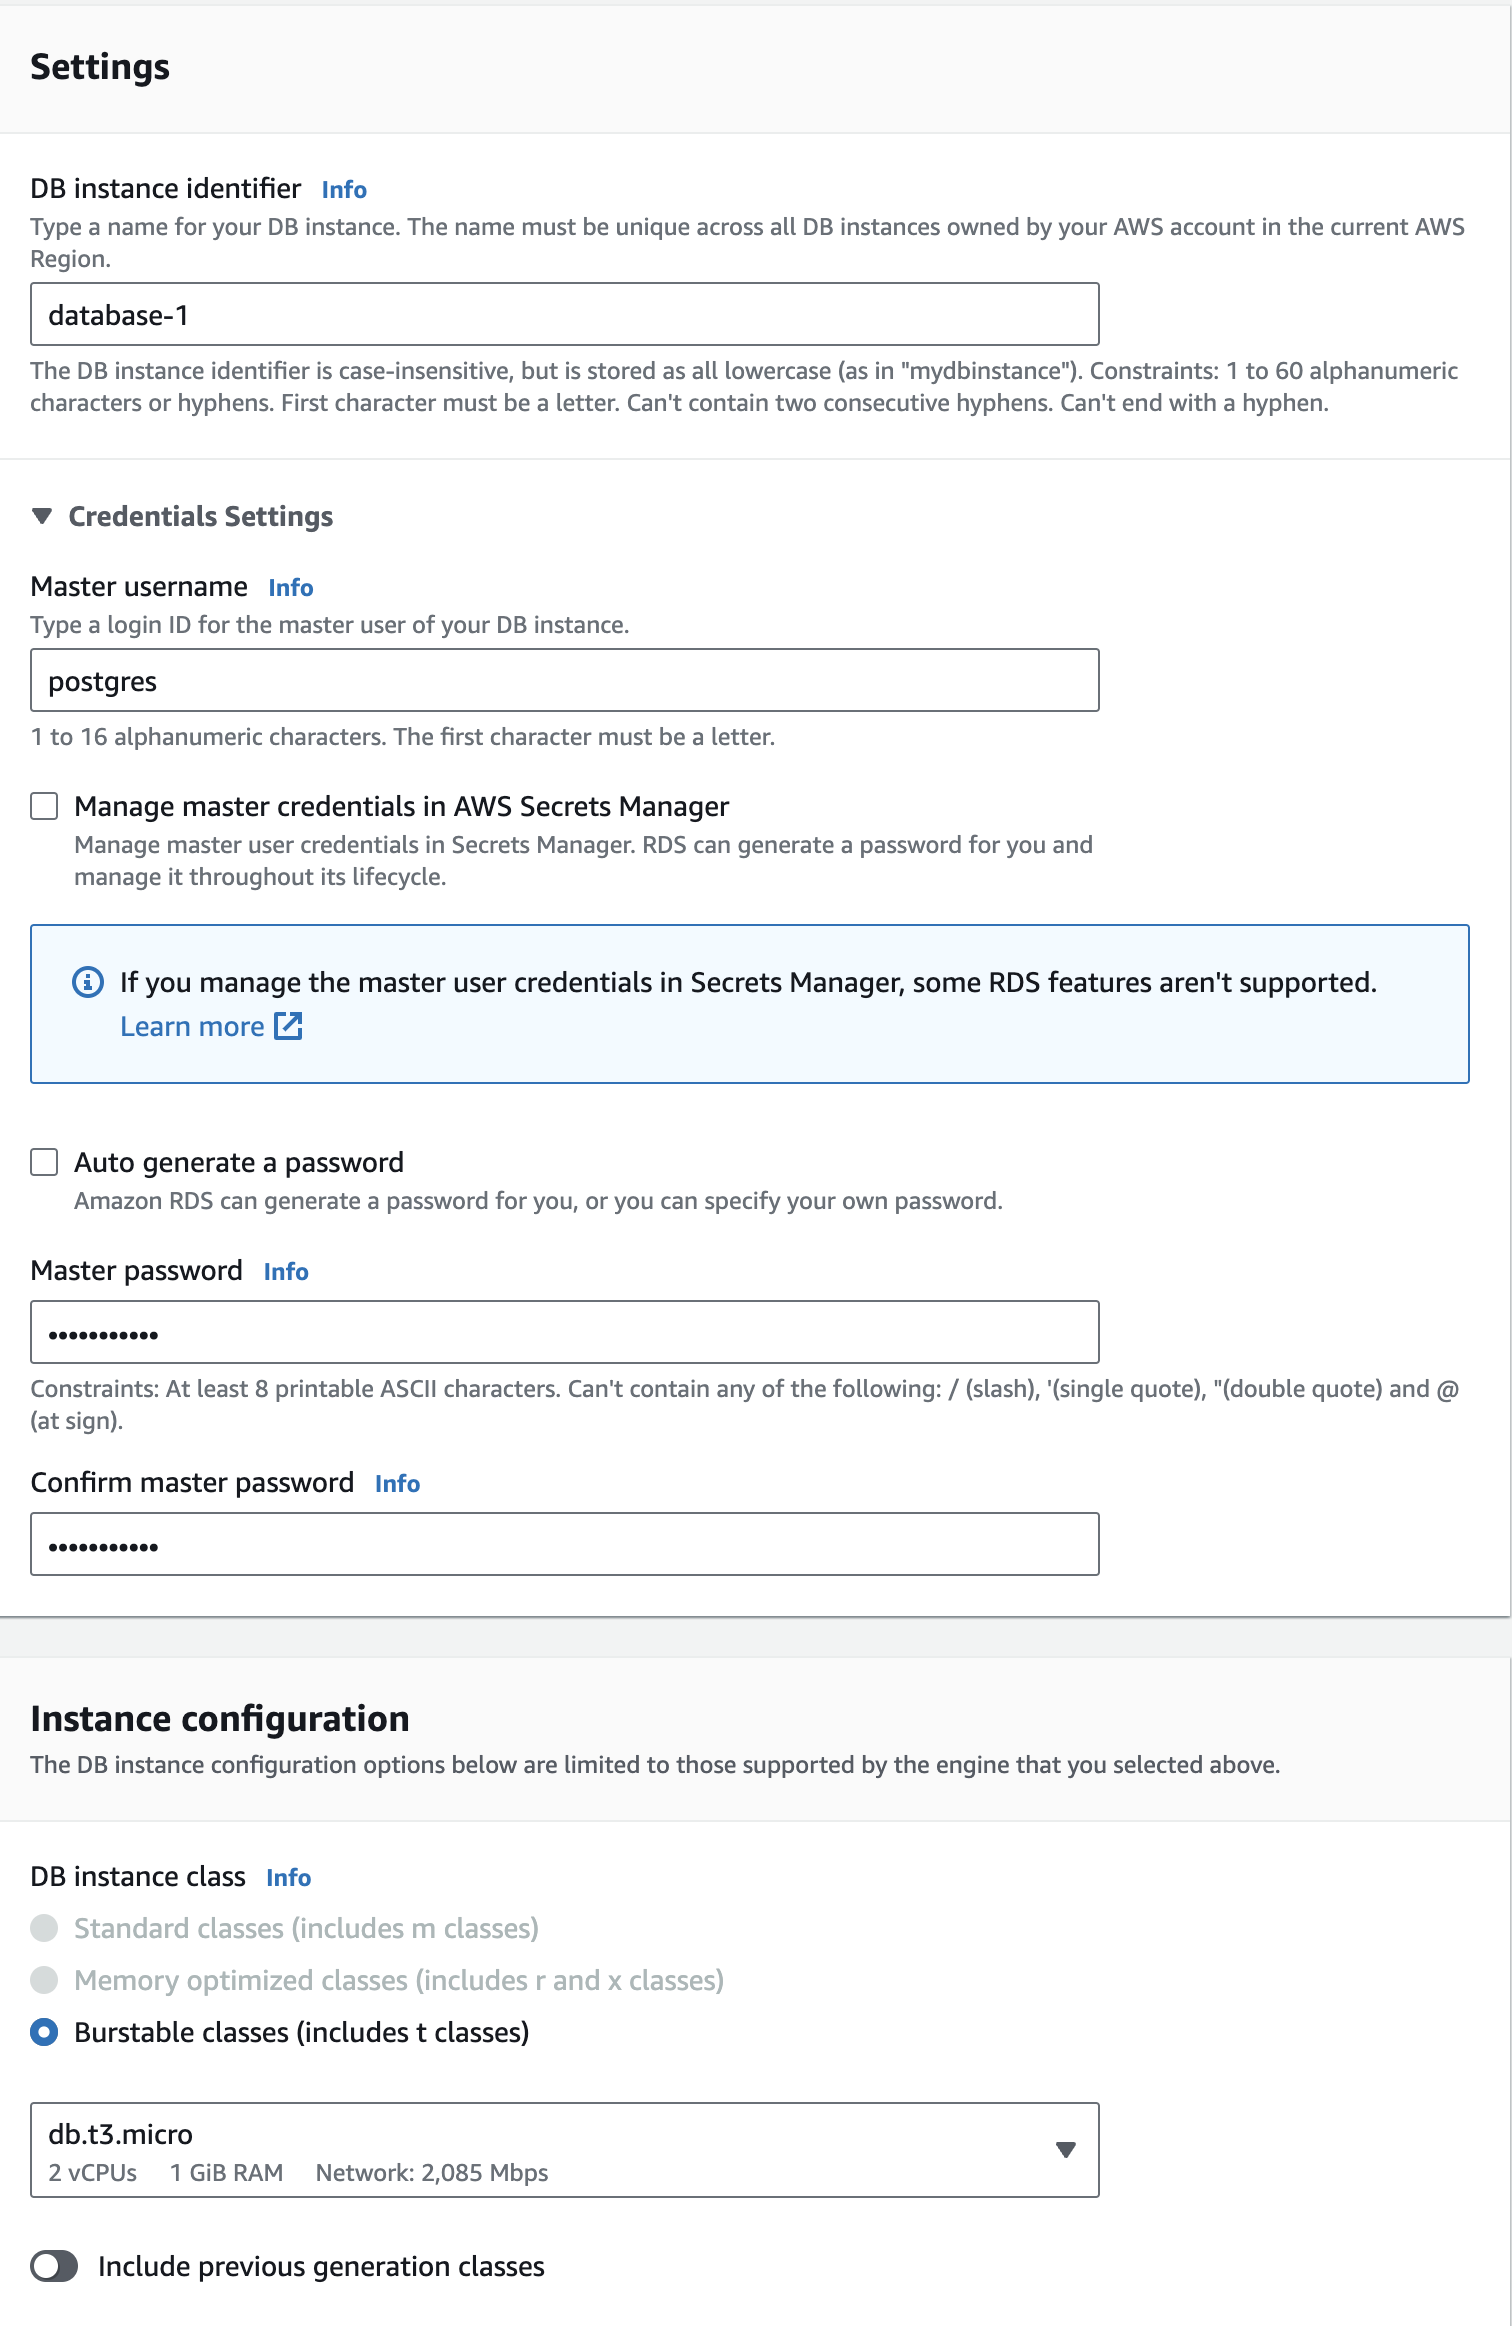 Settings
DB instance identifier Info
Type a name for your DB instance. The name must be unique across all DB instances owned by your AWS account in the current AWS
Region.
database-1
The DB instance identifier is case-insensitive, but is stored as all lowercase (as in "mydbinstance"). Constraints: 1 to 60 alphanumeric
characters or hyphens. First character must be a letter. Can't contain two consecutive hyphens. Can't end with a hyphen.
Credentials Settings
Master username Info
Type a login ID for the master user of your DB instance.
postgres
1 to 16 alphanumeric characters. The first character must be a letter.
Manage master credentials in AWS Secrets Manager
Manage master user credentials in Secrets Manager. RDS can generate a password for you and
manage it throughout its lifecycle.
If you manage the master user credentials in Secrets Manager, some RDS features aren't supported.
Learn more
Auto generate a password
Amazon RDS can generate a password for you, or you can specify your own password.
Master password Info
•••••••••••
Constraints: At least 8 printable ASCII characters. Can't contain any of the following: / (slash), '(single quote), "(double quote) and @
(at sign).
Confirm master password Info
•••••••••••
Instance configuration
The DB instance configuration options below are limited to those supported by the engine that you selected above.
DB instance class Info
Standard classes (includes m classes)
Memory optimized classes (includes r and x classes)
Burstable classes (includes t classes)
db.t3.micro
2 vCPUs 1 GiB RAM Network: 2,085 Mbps
Include previous generation classes